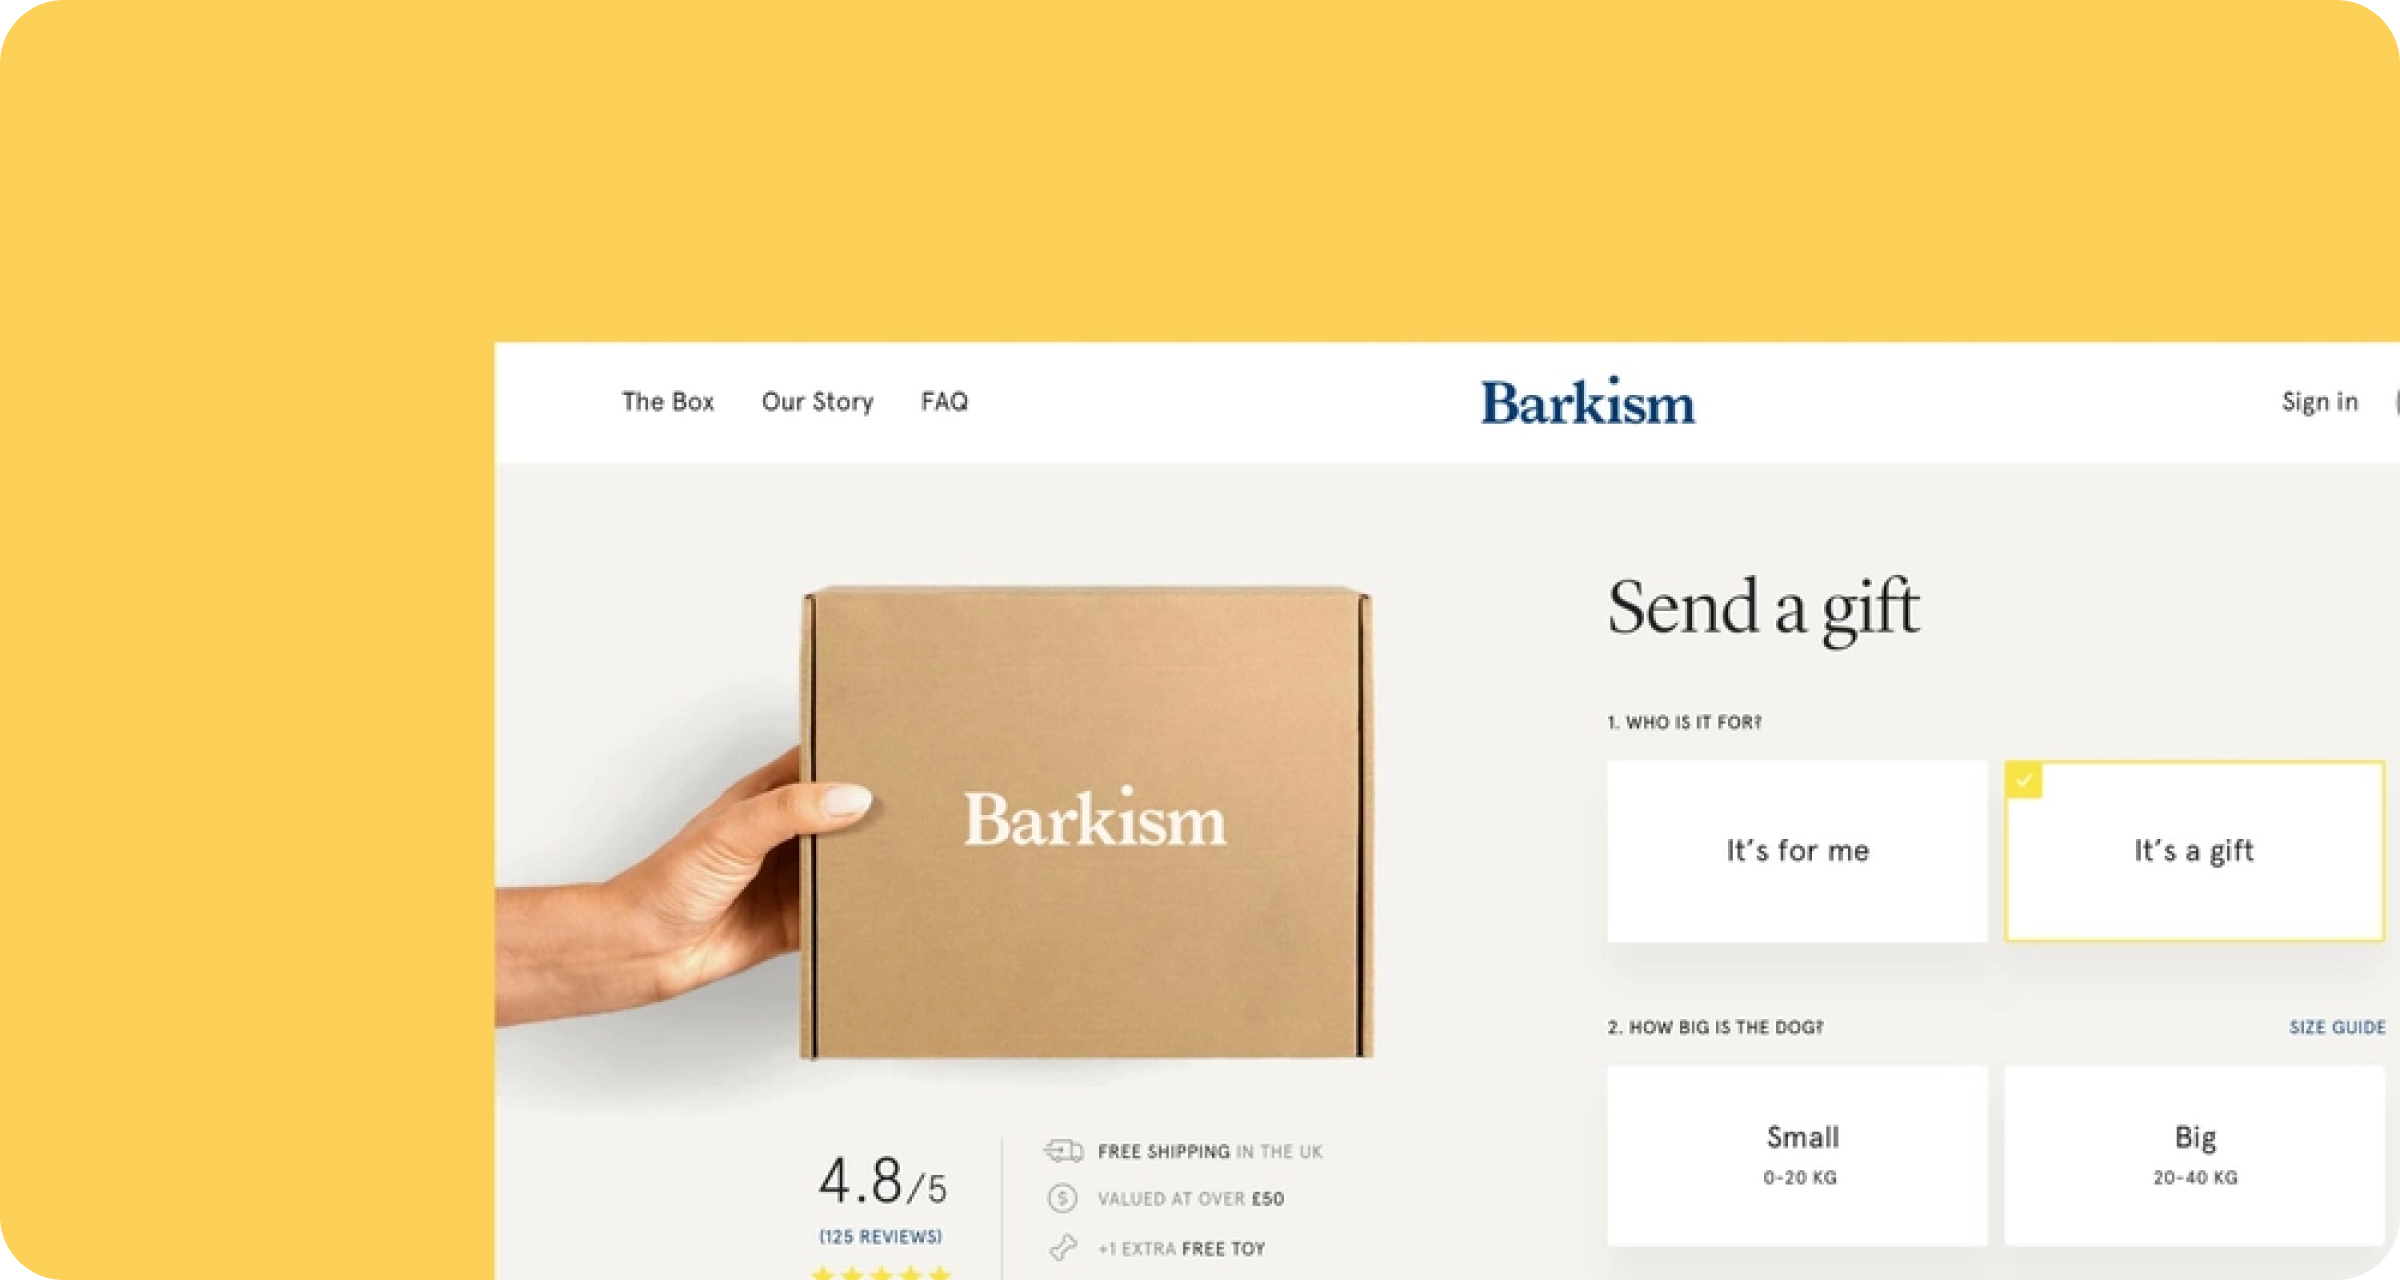 The Box Our Story FAQ Barkism Sign in
Barkism
4.8/5
(125 REVIEWS)
FREE SHIPPING IN THE UK
VALUED AT OVER £50
+1 EXTRA FREE TOY
Send a gift
1. WHO IS IT FOR?
It's for me It's a gift
2. HOW BIG IS THE DOG? SIZE GUIDE
Small Big
0-20 KG 20-40 KG